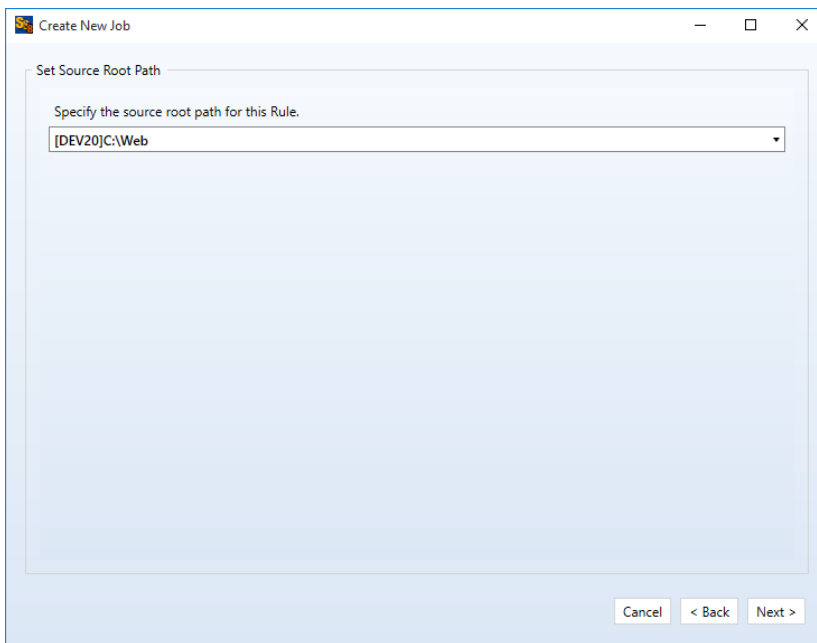 Create New Job
Set Source Root Path
Specify the source root path for this Rule.
[DEV20]C:\Web
Cancel
< Back
Next >